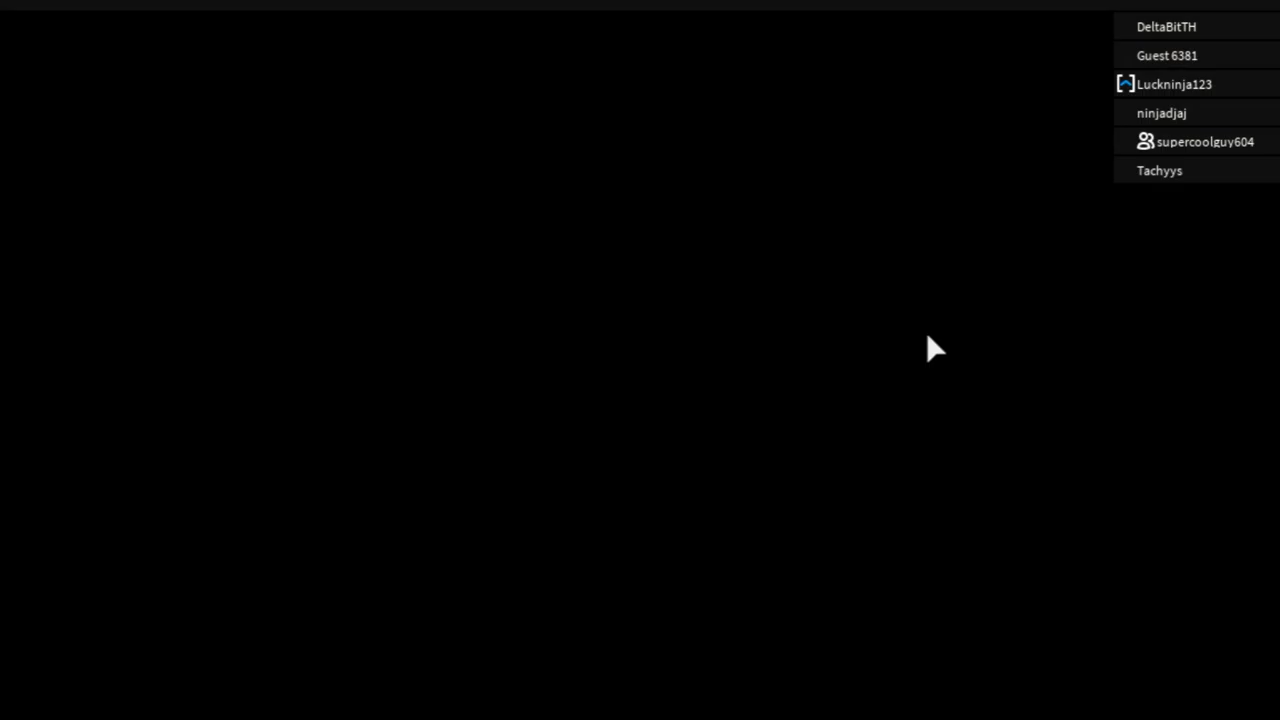 DeltaBitTH
Guest 6381
Luckninja123
ninjadjaj
supercoolguy604
Tachyys